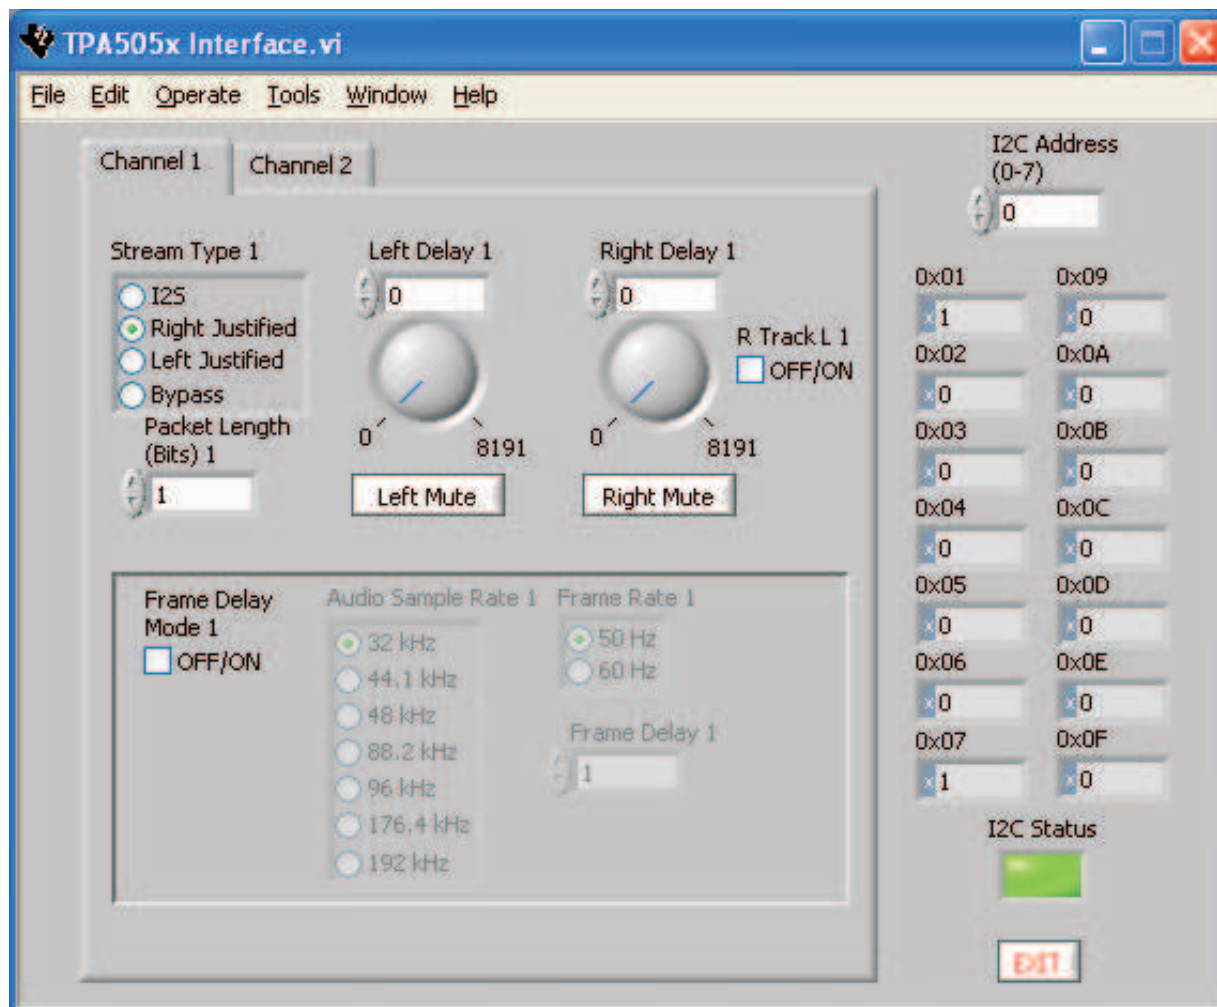 TPA505x Interface.vi
File Edit Operate Tools Window Help
Channel 1
Channel 2
Stream Type 1
I2S
Right Justified
Left Justified
Bypass
Packet Length
(Bits) 1
1
Left Delay 1
0
0 8191
Left Mute
Right Delay 1
0
0 8191
Right Mute
R Track L 1
OFF/ON
Frame Delay
Mode 1
OFF/ON
Audio Sample Rate 1
32 kHz
44.1 kHz
48 kHz
88.2 kHz
96 kHz
176.4 kHz
192 kHz
Frame Rate 1
50 Hz
60 Hz
Frame Delay 1
1
I2C Address
(0-7)
0
0x01 0x09
x 1 x 0
0x02 0x0A
x 0 x 0
0x03 0x0B
x 0 x 0
0x04 0x0C
x 0 x 0
0x05 0x0D
x 0 x 0
0x06 0x0E
x 0 x 0
0x07 0x0F
x 1 x 0
I2C Status
EXIT